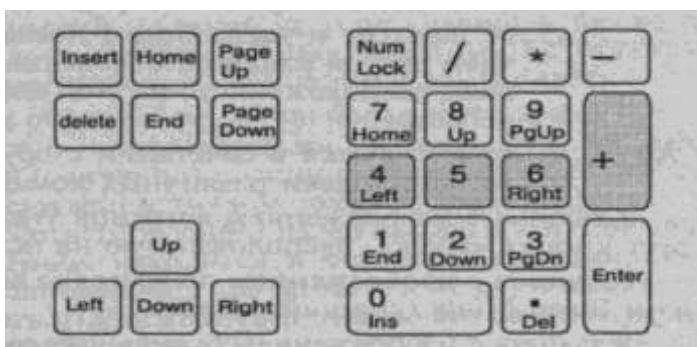 Insert Home Page Up
delete End Page Down
Up
Left Down Right
Num Lock / * −
7 Home 8 Up 9 PgUp
4 Left 5 6 Right +
1 End 2 Down 3 PgDn
0 Ins . Del Enter